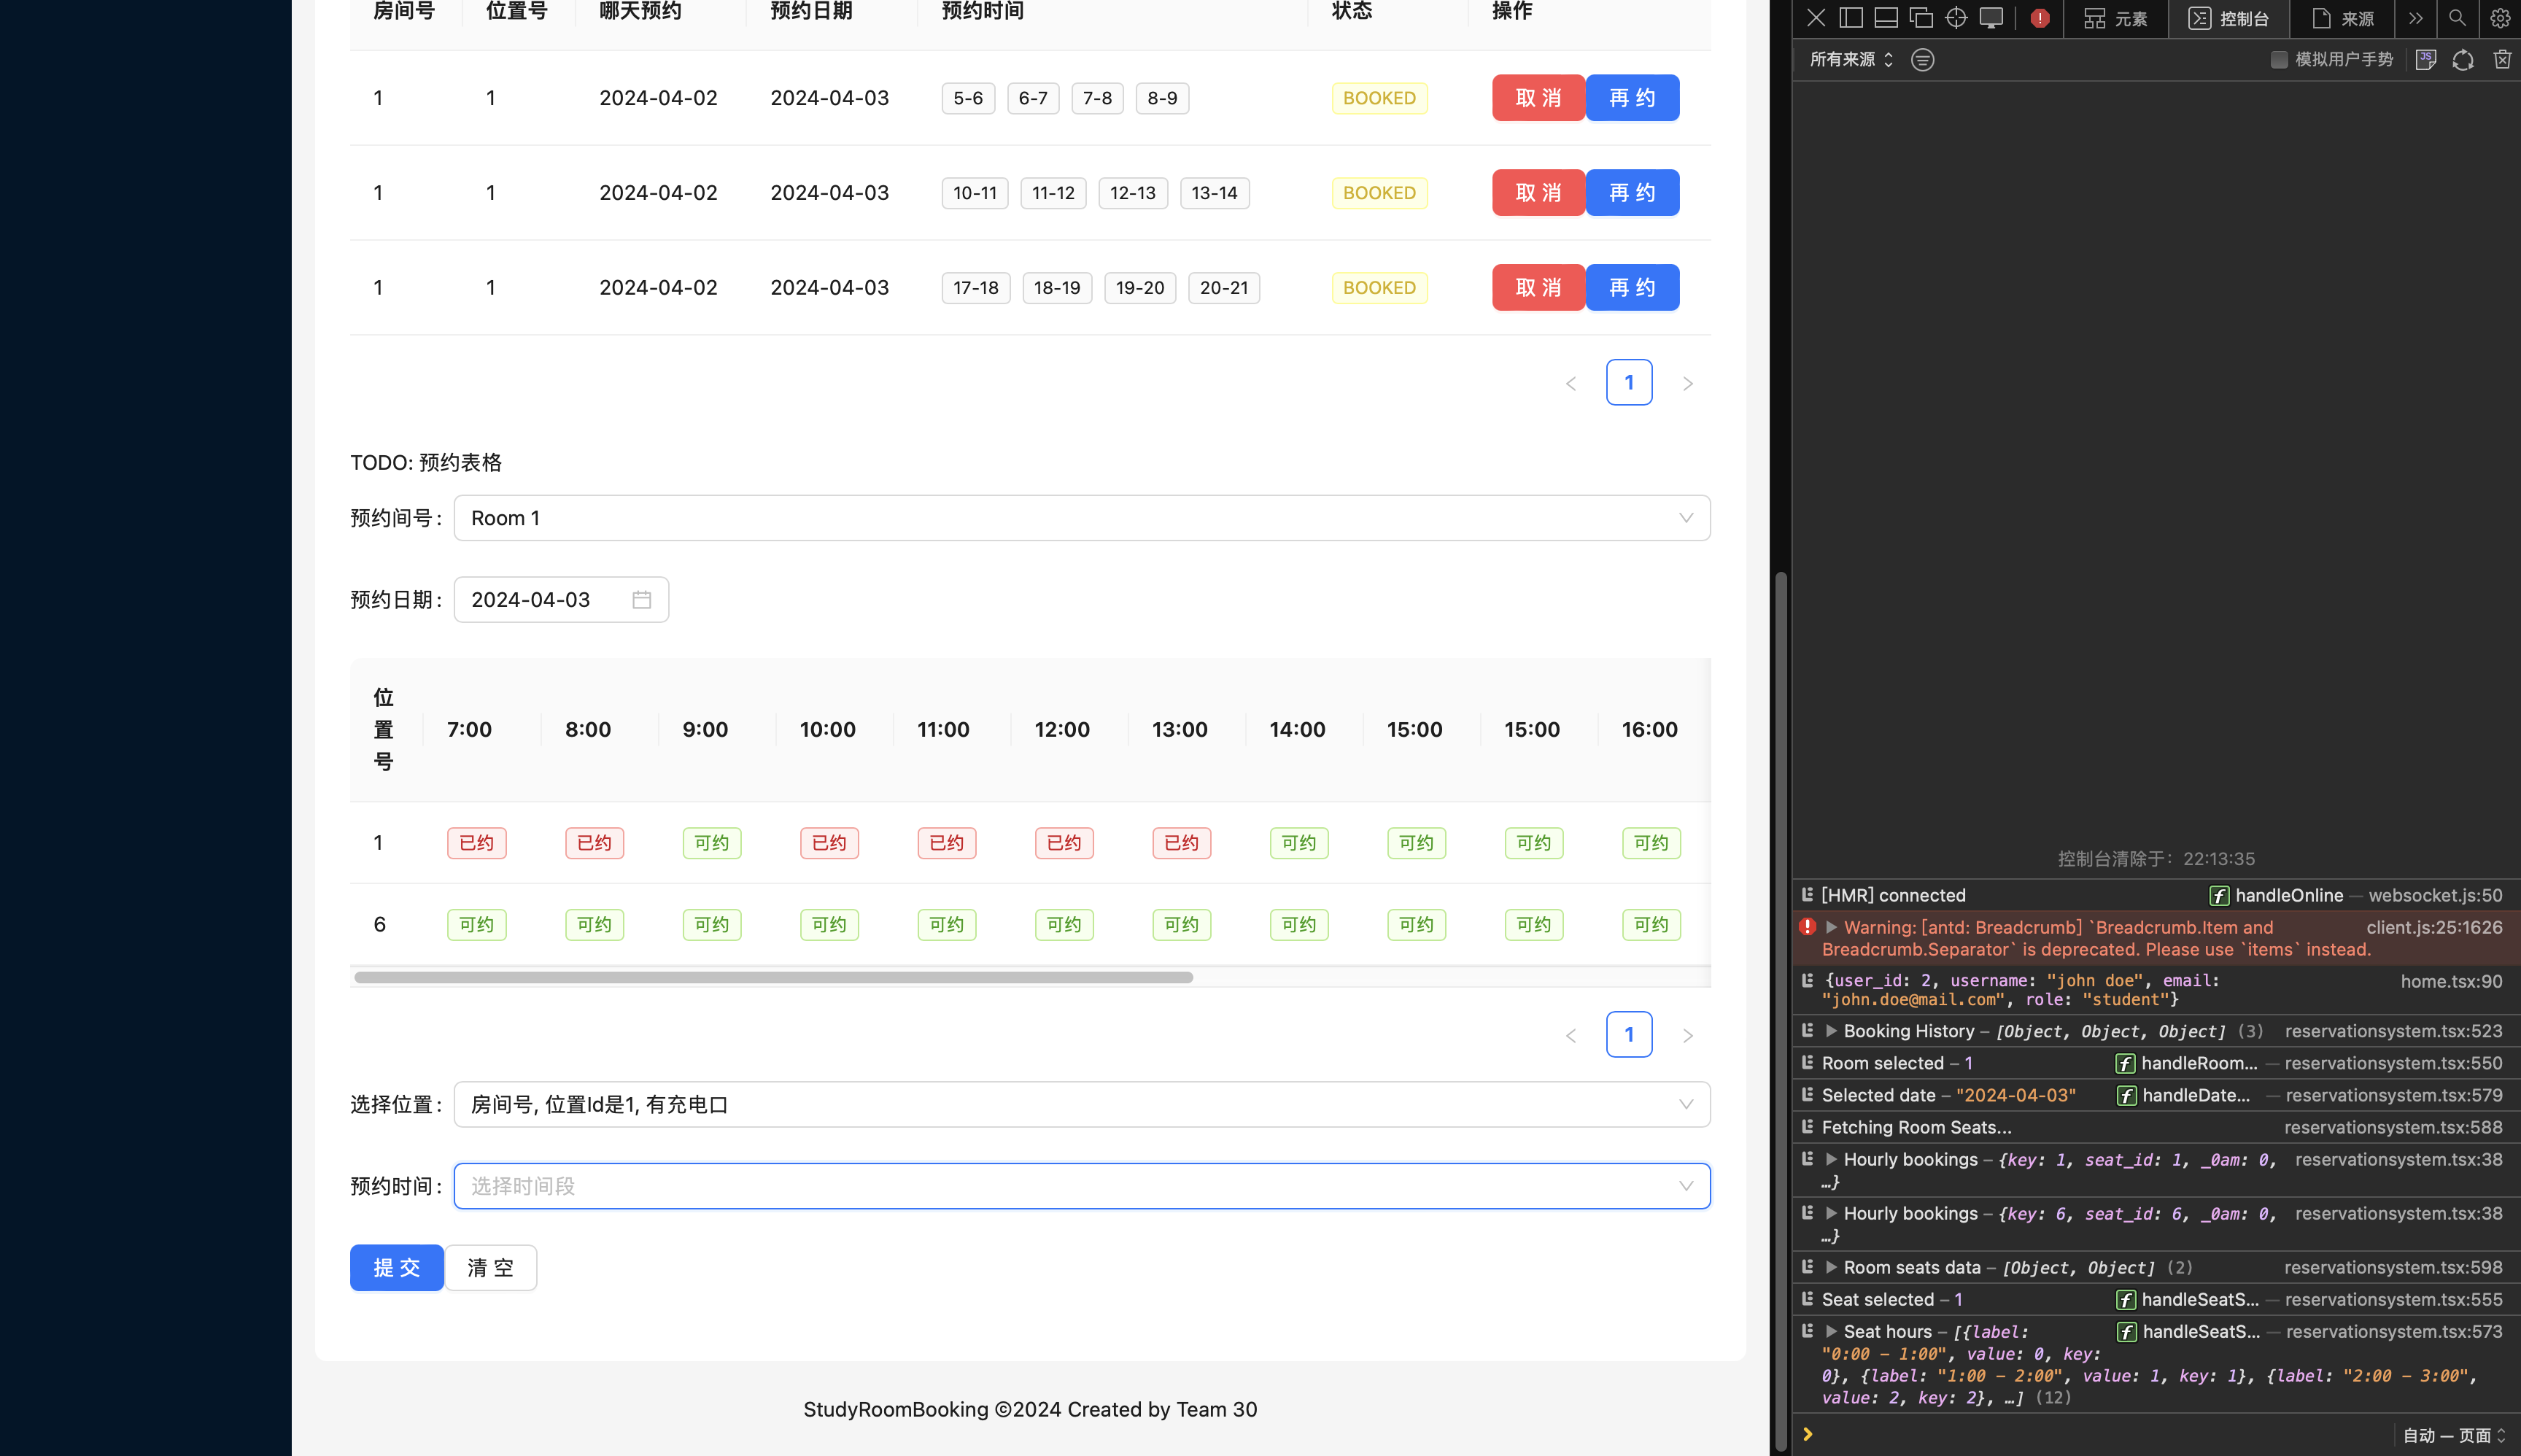 房间号 位置号 哪天预约 预约日期 预约时间 状态 操作
1 1 2024-04-02 2024-04-03 5-6 6-7 7-8 8-9 BOOKED 取 消 再 约
1 1 2024-04-02 2024-04-03 10-11 11-12 12-13 13-14 BOOKED 取 消 再 约
1 1 2024-04-02 2024-04-03 17-18 18-19 19-20 20-21 BOOKED 取 消 再 约
1
TODO: 预约表格
预约间号: Room 1
预约日期: 2024-04-03
位置号 7:00 8:00 9:00 10:00 11:00 12:00 13:00 14:00 15:00 15:00 16:00
1 已约 已约 可约 已约 已约 已约 已约 可约 可约 可约 可约
6 可约 可约 可约 可约 可约 可约 可约 可约 可约 可约 可约
1
选择位置: 房间号, 位置Id是1, 有充电口
预约时间: 选择时间段
提 交 清 空
StudyRoomBooking ©2024 Created by Team 30
元素 控制台 来源
所有来源 模拟用户手势
控制台清除于: 22:13:35
[HMR] connected f handleOnline — websocket.js:50
Warning: [antd: Breadcrumb] `Breadcrumb.Item and client.js:25:1626
Breadcrumb.Separator` is deprecated. Please use `items` instead.
{user_id: 2, username: "john doe", email: home.tsx:90
"john.doe@mail.com", role: "student"}
Booking History – [Object, Object, Object] (3) reservationsystem.tsx:523
Room selected – 1 f handleRoom... — reservationsystem.tsx:550
Selected date – "2024-04-03" f handleDate... — reservationsystem.tsx:579
Fetching Room Seats... reservationsystem.tsx:588
Hourly bookings – {key: 1, seat_id: 1, _0am: 0, reservationsystem.tsx:38
…}
Hourly bookings – {key: 6, seat_id: 6, _0am: 0, reservationsystem.tsx:38
…}
Room seats data – [Object, Object] (2) reservationsystem.tsx:598
Seat selected – 1 f handleSeatS... — reservationsystem.tsx:555
Seat hours – [{label: f handleSeatS... — reservationsystem.tsx:573
"0:00 – 1:00", value: 0, key:
0}, {label: "1:00 – 2:00", value: 1, key: 1}, {label: "2:00 – 3:00",
value: 2, key: 2}, …] (12)
自动 — 页面